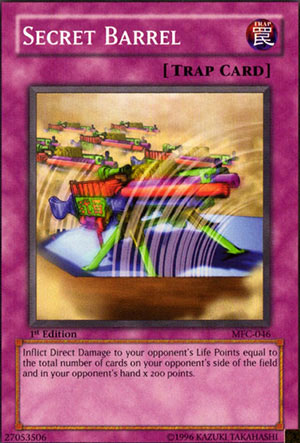 Secret Barrel
TRAP
罠
[Trap Card]
1st Edition
MFC-046
Inflict Direct Damage to your opponent's Life Points equal to
the total number of cards on your opponent's side of the field
and in your opponent's hand x 200 points.
27053506
©1996 KAZUKI TAKAHASHI